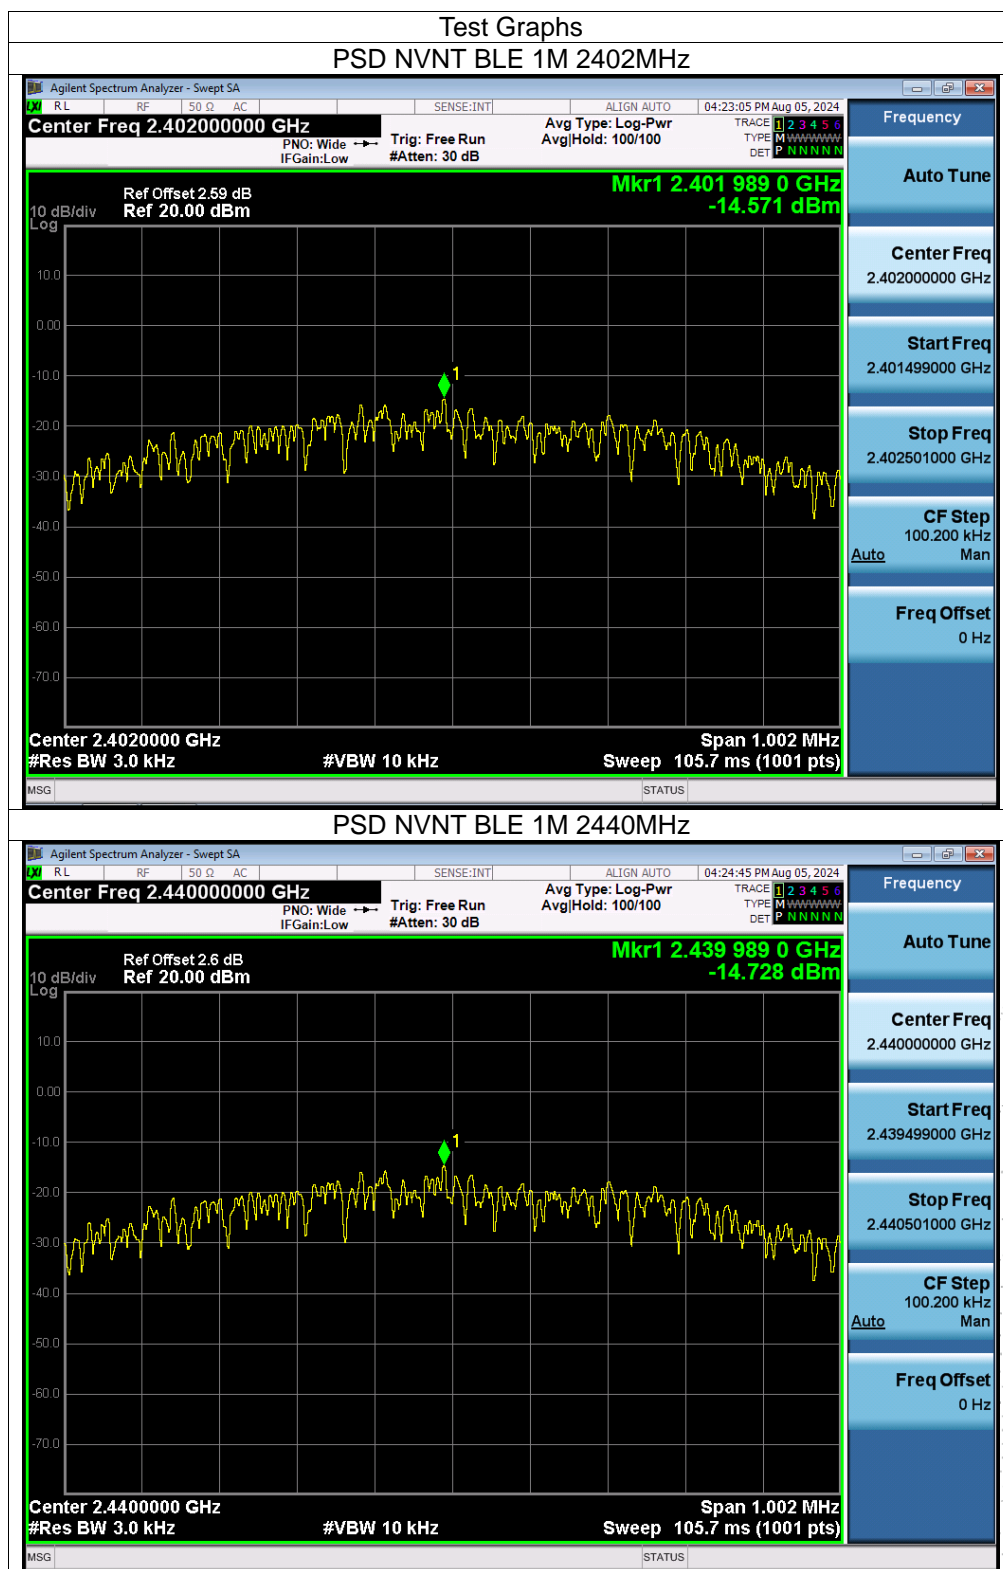 Test Graphs
PSD NVNT BLE 1M 2402MHz
Agilent Spectrum Analyzer - Swept SA
LXI RL RF 50 Ω AC SENSE:INT ALIGN AUTO 04:23:05 PM Aug 05, 2024
Center Freq 2.402000000 GHz
PNO: Wide
IFGain:Low
Trig: Free Run
#Atten: 30 dB
Avg Type: Log-Pwr
Avg|Hold: 100/100
TRACE 1 2 3 4 5 6
TYPE M W W W W W
DET P N N N N N
Frequency
Mkr1 2.401 989 0 GHz
-14.571 dBm
Ref Offset 2.59 dB
10 dB/div Ref 20.00 dBm
Log
10.0
0.00
-10.0
-20.0
-30.0
-40.0
-50.0
-60.0
-70.0
1
Center 2.4020000 GHz Span 1.002 MHz
#Res BW 3.0 kHz #VBW 10 kHz Sweep 105.7 ms (1001 pts)
Auto Tune
Center Freq
2.402000000 GHz
Start Freq
2.401499000 GHz
Stop Freq
2.402501000 GHz
CF Step
100.200 kHz
Auto Man
Freq Offset
0 Hz
MSG STATUS
PSD NVNT BLE 1M 2440MHz
Agilent Spectrum Analyzer - Swept SA
LXI RL RF 50 Ω AC SENSE:INT ALIGN AUTO 04:24:45 PM Aug 05, 2024
Center Freq 2.440000000 GHz
PNO: Wide
IFGain:Low
Trig: Free Run
#Atten: 30 dB
Avg Type: Log-Pwr
Avg|Hold: 100/100
TRACE 1 2 3 4 5 6
TYPE M W W W W W
DET P N N N N N
Frequency
Mkr1 2.439 989 0 GHz
-14.728 dBm
Ref Offset 2.6 dB
10 dB/div Ref 20.00 dBm
Log
10.0
0.00
-10.0
-20.0
-30.0
-40.0
-50.0
-60.0
-70.0
1
Center 2.4400000 GHz Span 1.002 MHz
#Res BW 3.0 kHz #VBW 10 kHz Sweep 105.7 ms (1001 pts)
Auto Tune
Center Freq
2.440000000 GHz
Start Freq
2.439499000 GHz
Stop Freq
2.440501000 GHz
CF Step
100.200 kHz
Auto Man
Freq Offset
0 Hz
MSG STATUS